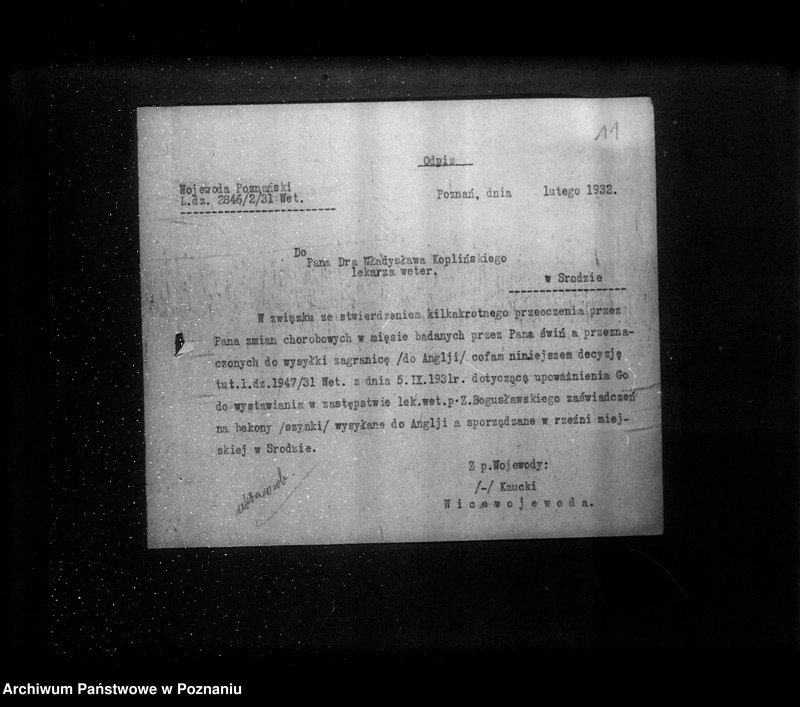 11
Odpis
Wojewoda Poznański
L.dz. 2846/2/31 Wet.
Poznań, dnia lutego 1932.
Do
Pana Dra Władysława Koplińskiego
lekarza weter.
w Srodzie
W związku ze stwierdzeniem kilkakrotnego przeoczenia przez
Pana zmian chorobowych w mięsie badanych przez Pana świń a przezna-
czonych do wysyłki zagranicę /do Anglji/ cofam niniejszem decyzję
tut.l.dz.1947/31 Wet. z dnia 5.IX.1931r. dotyczącę upoważnienia Go
do wystawiania w zastępstwie lek.wet.p.Z.Bogusławskiego zaświadczeń
na bekony /szynki/ wysyłane do Anglji a sporządzane w rzeźni miej-
skiej w Srodzie.
Z p.Wojewody:
/-/ Kaucki
Wicewojewoda.
Archiwum Państwowe w Poznaniu